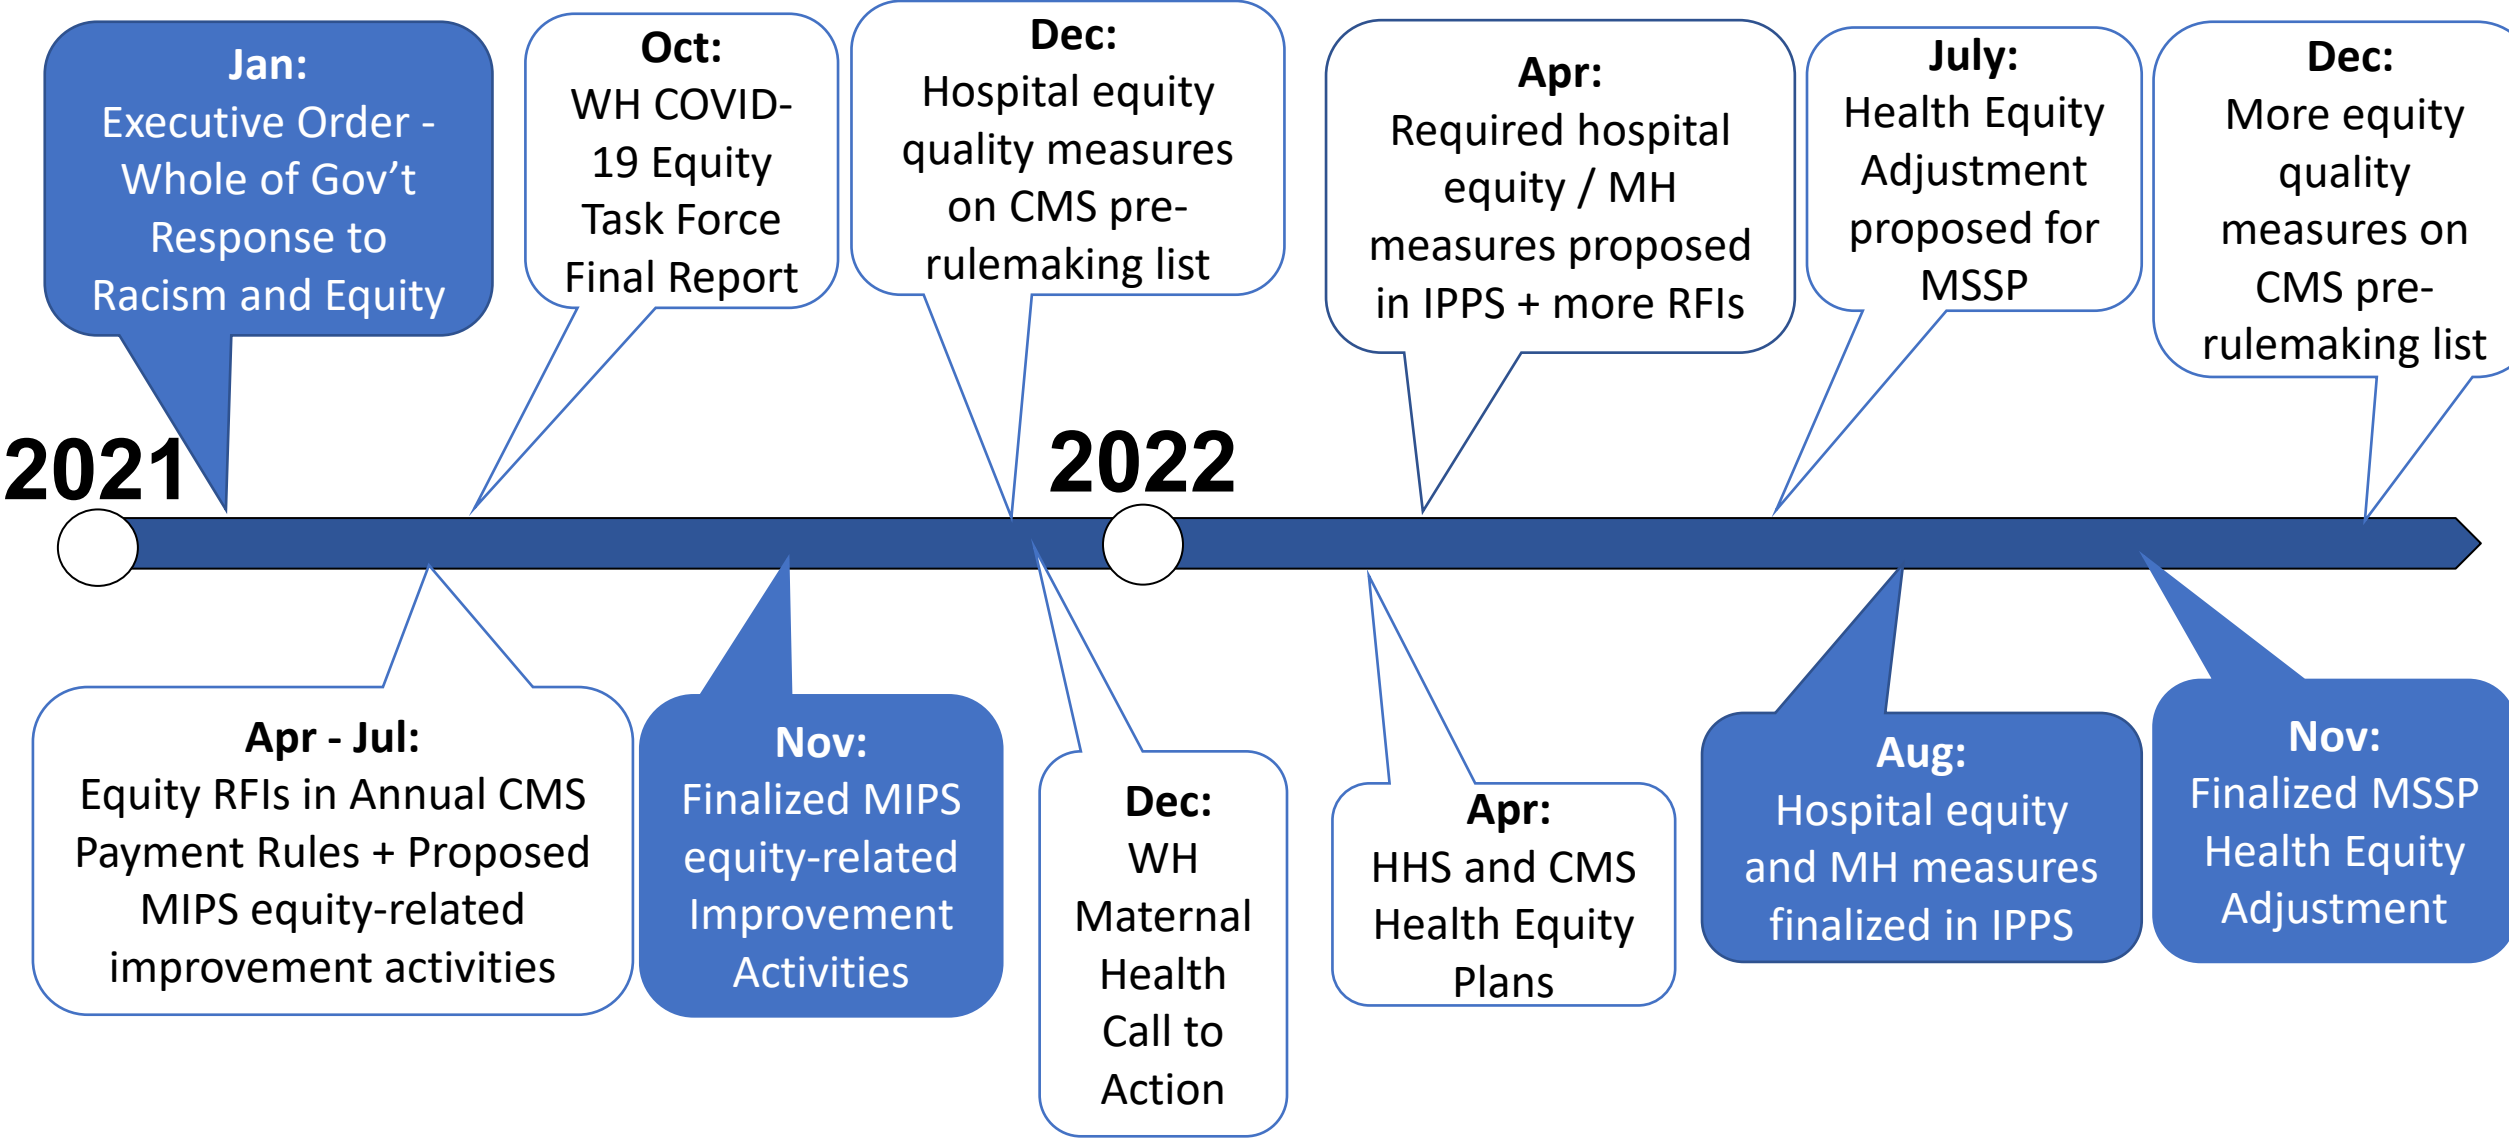 Jan:
Executive Order -
Whole of Gov’t
Response to
Racism and Equity
Oct:
WH COVID-
19 Equity
Task Force
Final Report
Dec:
Hospital equity
quality measures
on CMS pre-
rulemaking list
Apr:
Required hospital
equity / MH
measures proposed
in IPPS + more RFIs
July:
Health Equity
Adjustment
proposed for
MSSP
Dec:
More equity
quality
measures on
CMS pre-
rulemaking list
2021
2022
Apr - Jul:
Equity RFIs in Annual CMS
Payment Rules + Proposed
MIPS equity-related
improvement activities
Nov:
Finalized MIPS
equity-related
Improvement
Activities
Dec:
WH
Maternal
Health
Call to
Action
Apr:
HHS and CMS
Health Equity
Plans
Aug:
Hospital equity
and MH measures
finalized in IPPS
Nov:
Finalized MSSP
Health Equity
Adjustment